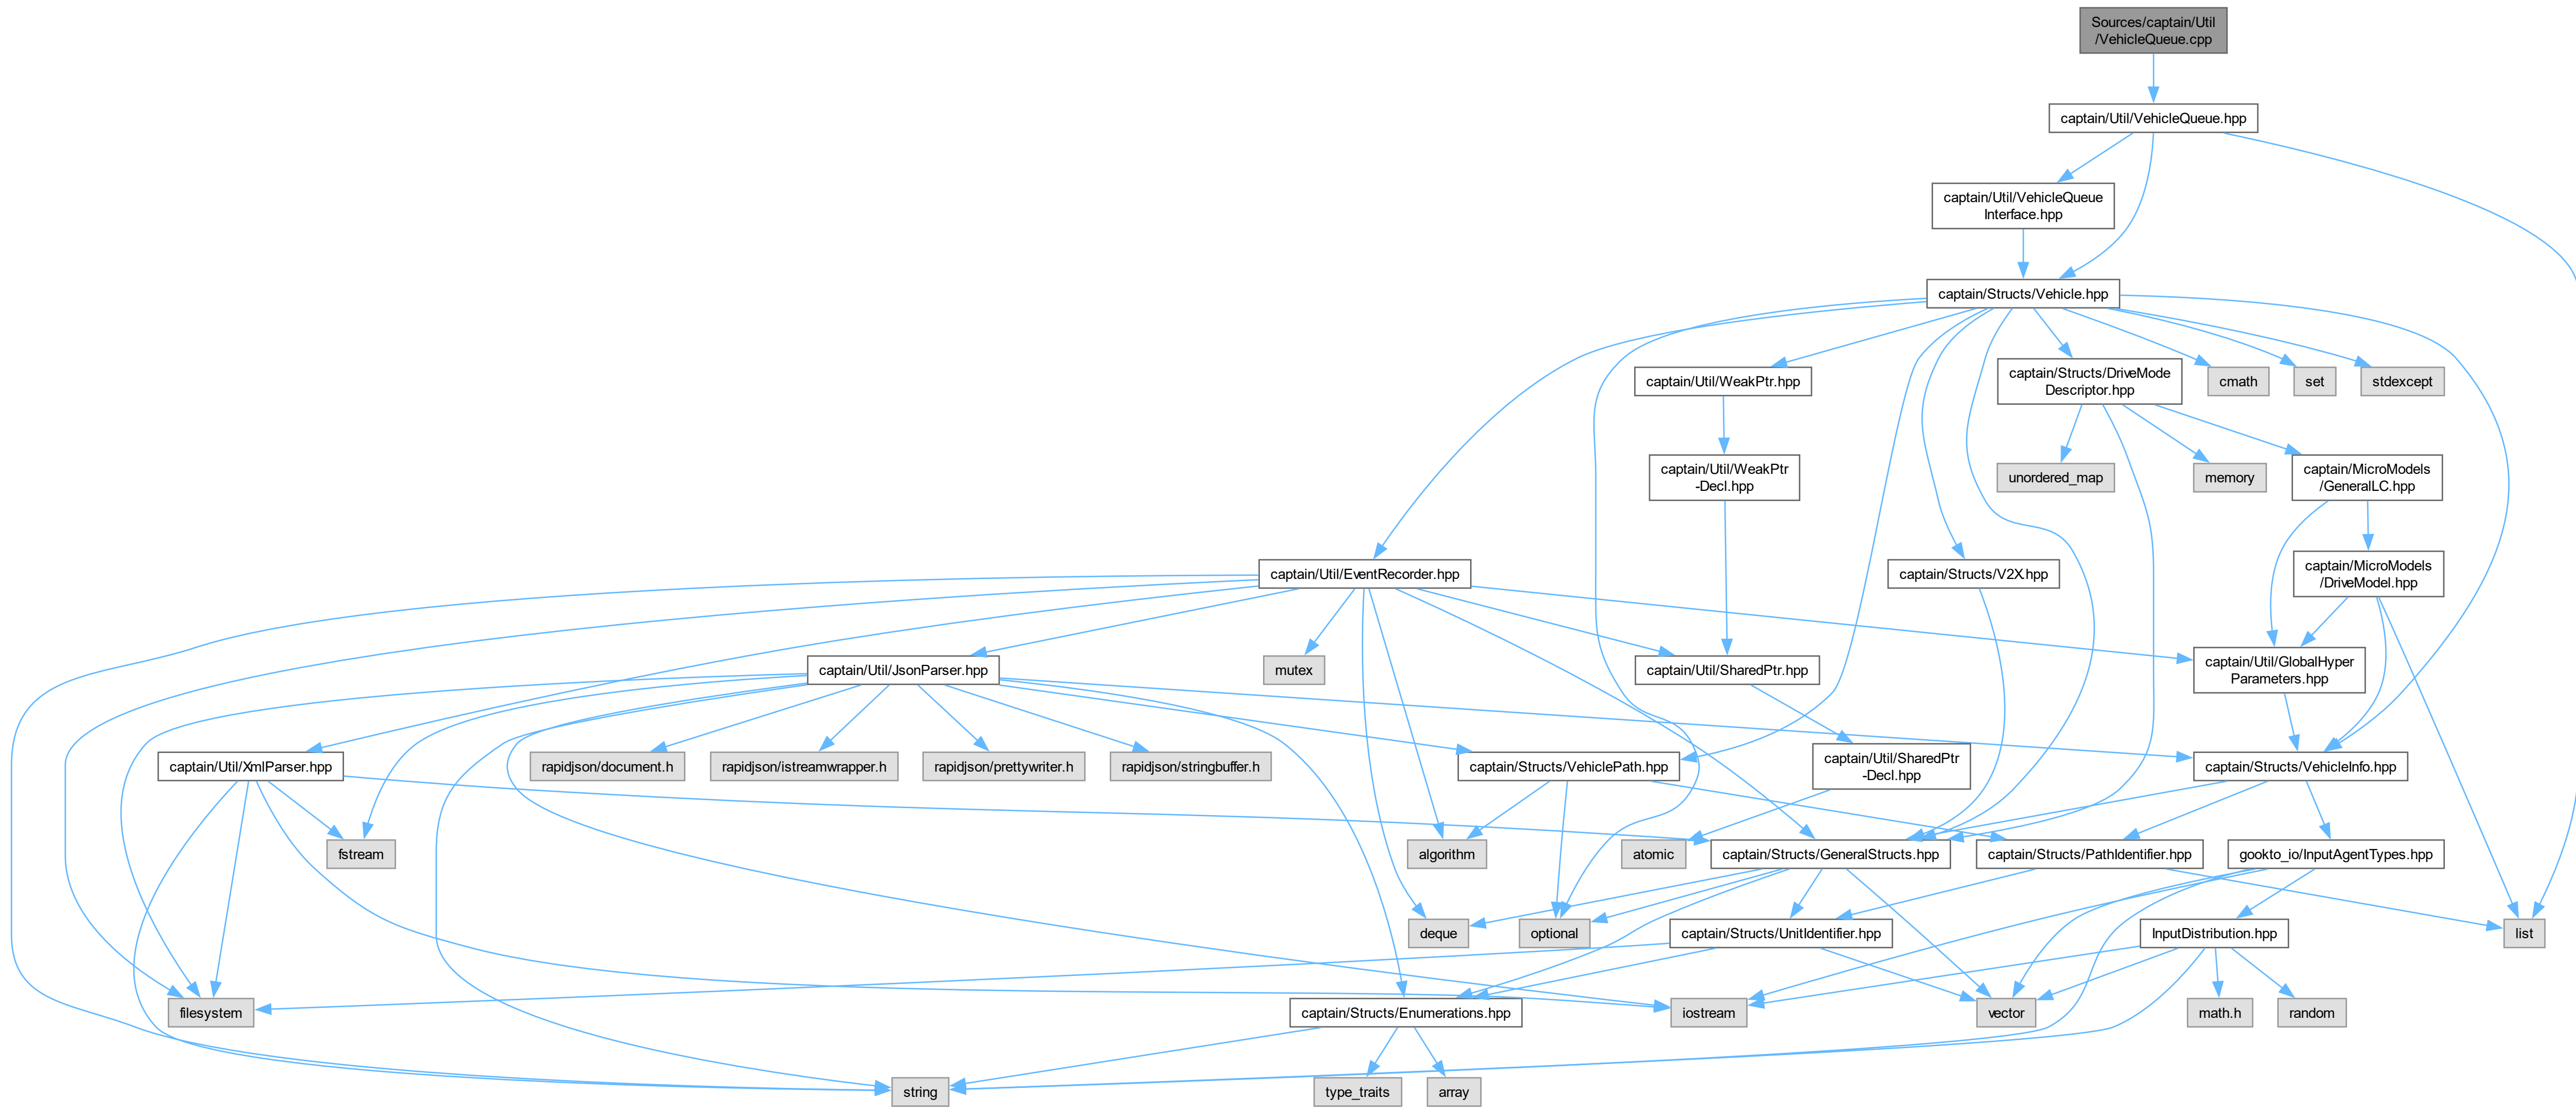 Sources/captain/Util
/VehicleQueue.cpp
captain/Util/VehicleQueue.hpp
captain/Util/VehicleQueue
Interface.hpp
captain/Structs/Vehicle.hpp
captain/Util/WeakPtr.hpp
captain/Structs/DriveMode
Descriptor.hpp
cmath
set
stdexcept
captain/Util/WeakPtr
-Decl.hpp
unordered_map
memory
captain/MicroModels
/GeneralLC.hpp
captain/Util/EventRecorder.hpp
captain/Structs/V2X.hpp
captain/MicroModels
/DriveModel.hpp
captain/Util/JsonParser.hpp
mutex
captain/Util/SharedPtr.hpp
captain/Util/GlobalHyper
Parameters.hpp
captain/Util/XmlParser.hpp
rapidjson/document.h
rapidjson/istreamwrapper.h
rapidjson/prettywriter.h
rapidjson/stringbuffer.h
captain/Structs/VehiclePath.hpp
captain/Util/SharedPtr
-Decl.hpp
captain/Structs/VehicleInfo.hpp
fstream
algorithm
atomic
captain/Structs/GeneralStructs.hpp
captain/Structs/PathIdentifier.hpp
gookto_io/InputAgentTypes.hpp
deque
optional
captain/Structs/UnitIdentifier.hpp
InputDistribution.hpp
list
filesystem
captain/Structs/Enumerations.hpp
iostream
vector
math.h
random
string
type_traits
array